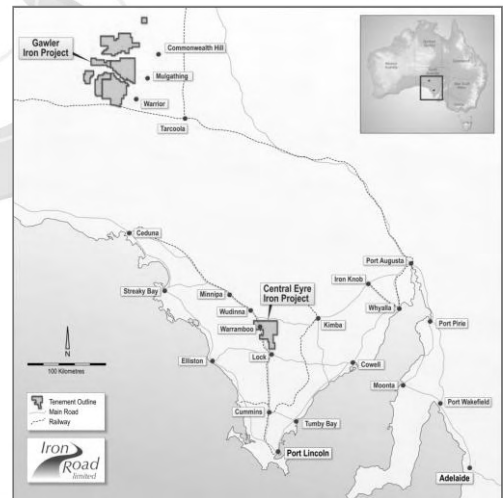 Gawler
Iron Project
Commonwealth Hill
Mulgathing
Warrior
Tarcoola
Ceduna
Port Augusta
Iron Knob
Central Eyre
Iron Project
Streaky Bay
Minnipa
Wudinna
Whyalla
Warramboo
Kimba
Port Pirie
N
Lock
Elliston
Cowell
100 Kilometres
Moonta
Tenement Outline
Port Wakefield
Main Road
Cummins
Railway
Tumby Bay
Iron
Road
limited
Port Lincoln
Adelaide